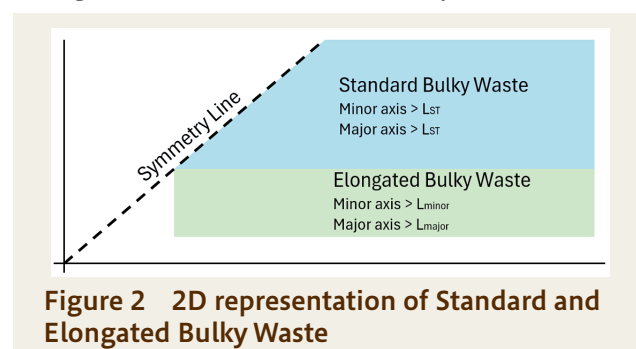 Symmetry Line
Standard Bulky Waste
Minor axis > LST
Major axis > LST
Elongated Bulky Waste
Minor axis > Lminor
Major axis > Lmajor
Figure 2 2D representation of Standard and
Elongated Bulky Waste